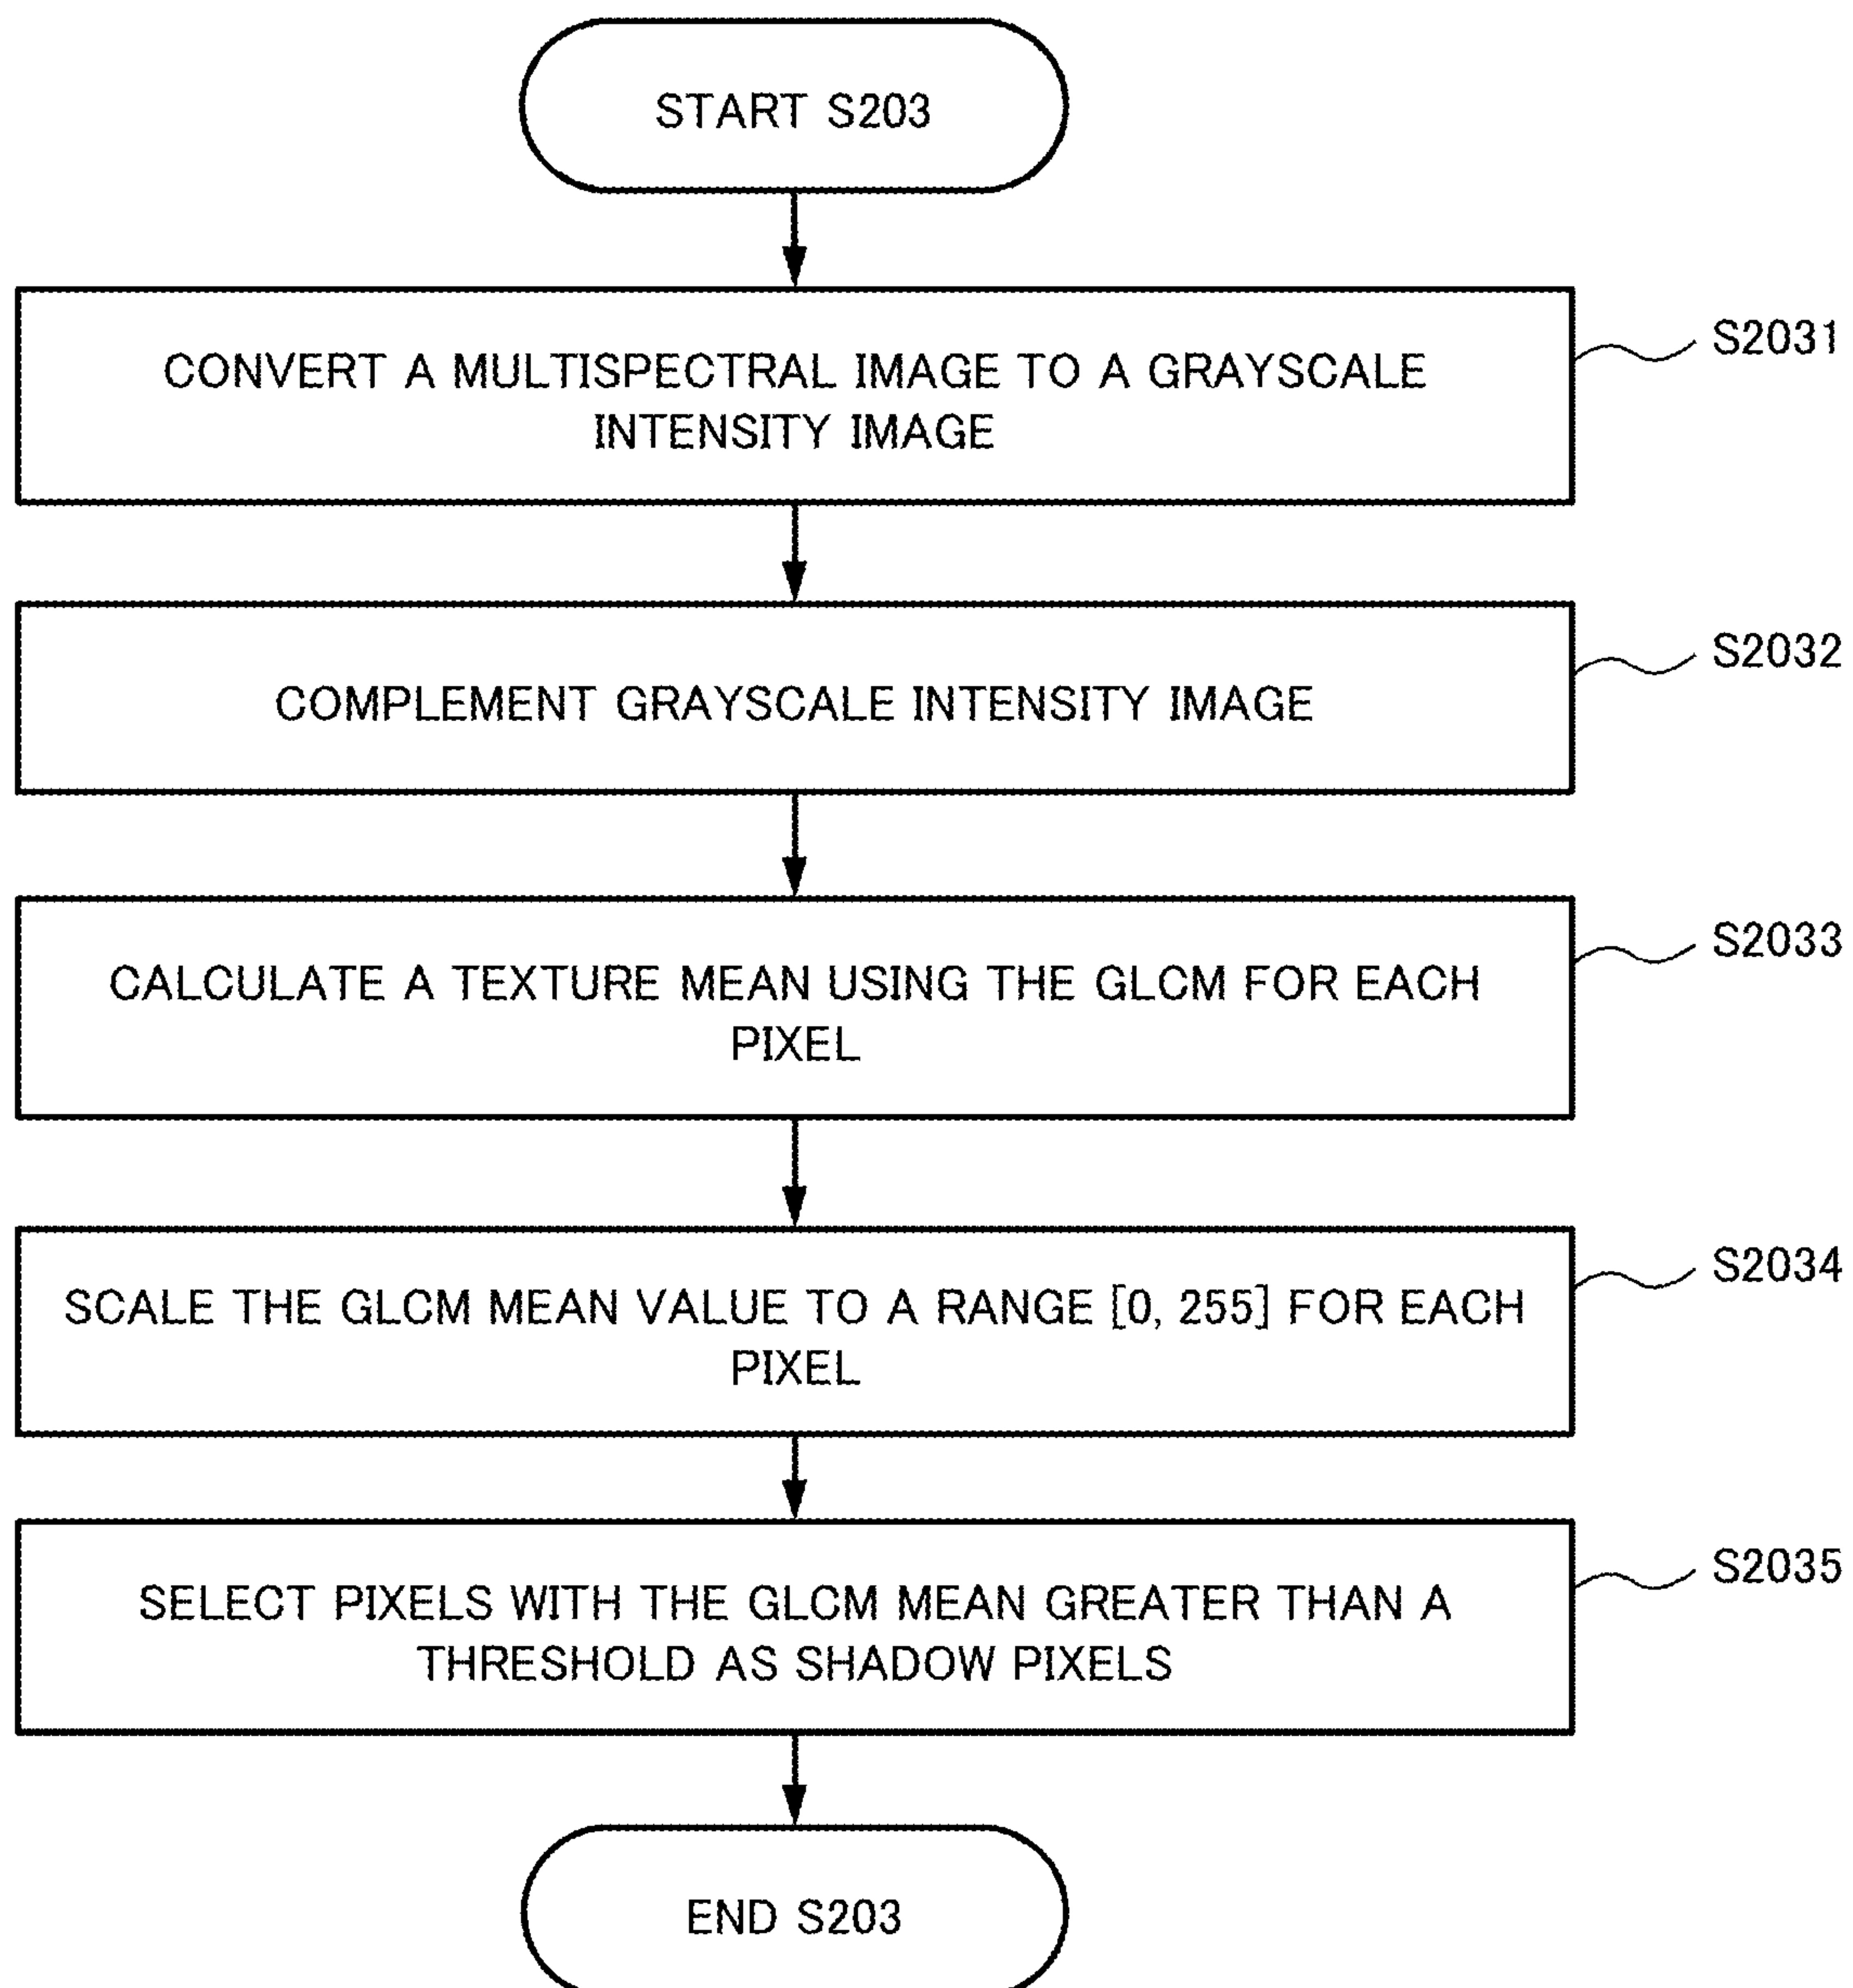 START S203
CONVERT A MULTISPECTRAL IMAGE TO A GRAYSCALE
INTENSITY IMAGE
S2031
COMPLEMENT GRAYSCALE INTENSITY IMAGE
S2032
CALCULATE A TEXTURE MEAN USING THE GLCM FOR EACH
PIXEL
S2033
SCALE THE GLCM MEAN VALUE TO A RANGE [0, 255] FOR EACH
PIXEL
S2034
SELECT PIXELS WITH THE GLCM MEAN GREATER THAN A
THRESHOLD AS SHADOW PIXELS
S2035
END S203